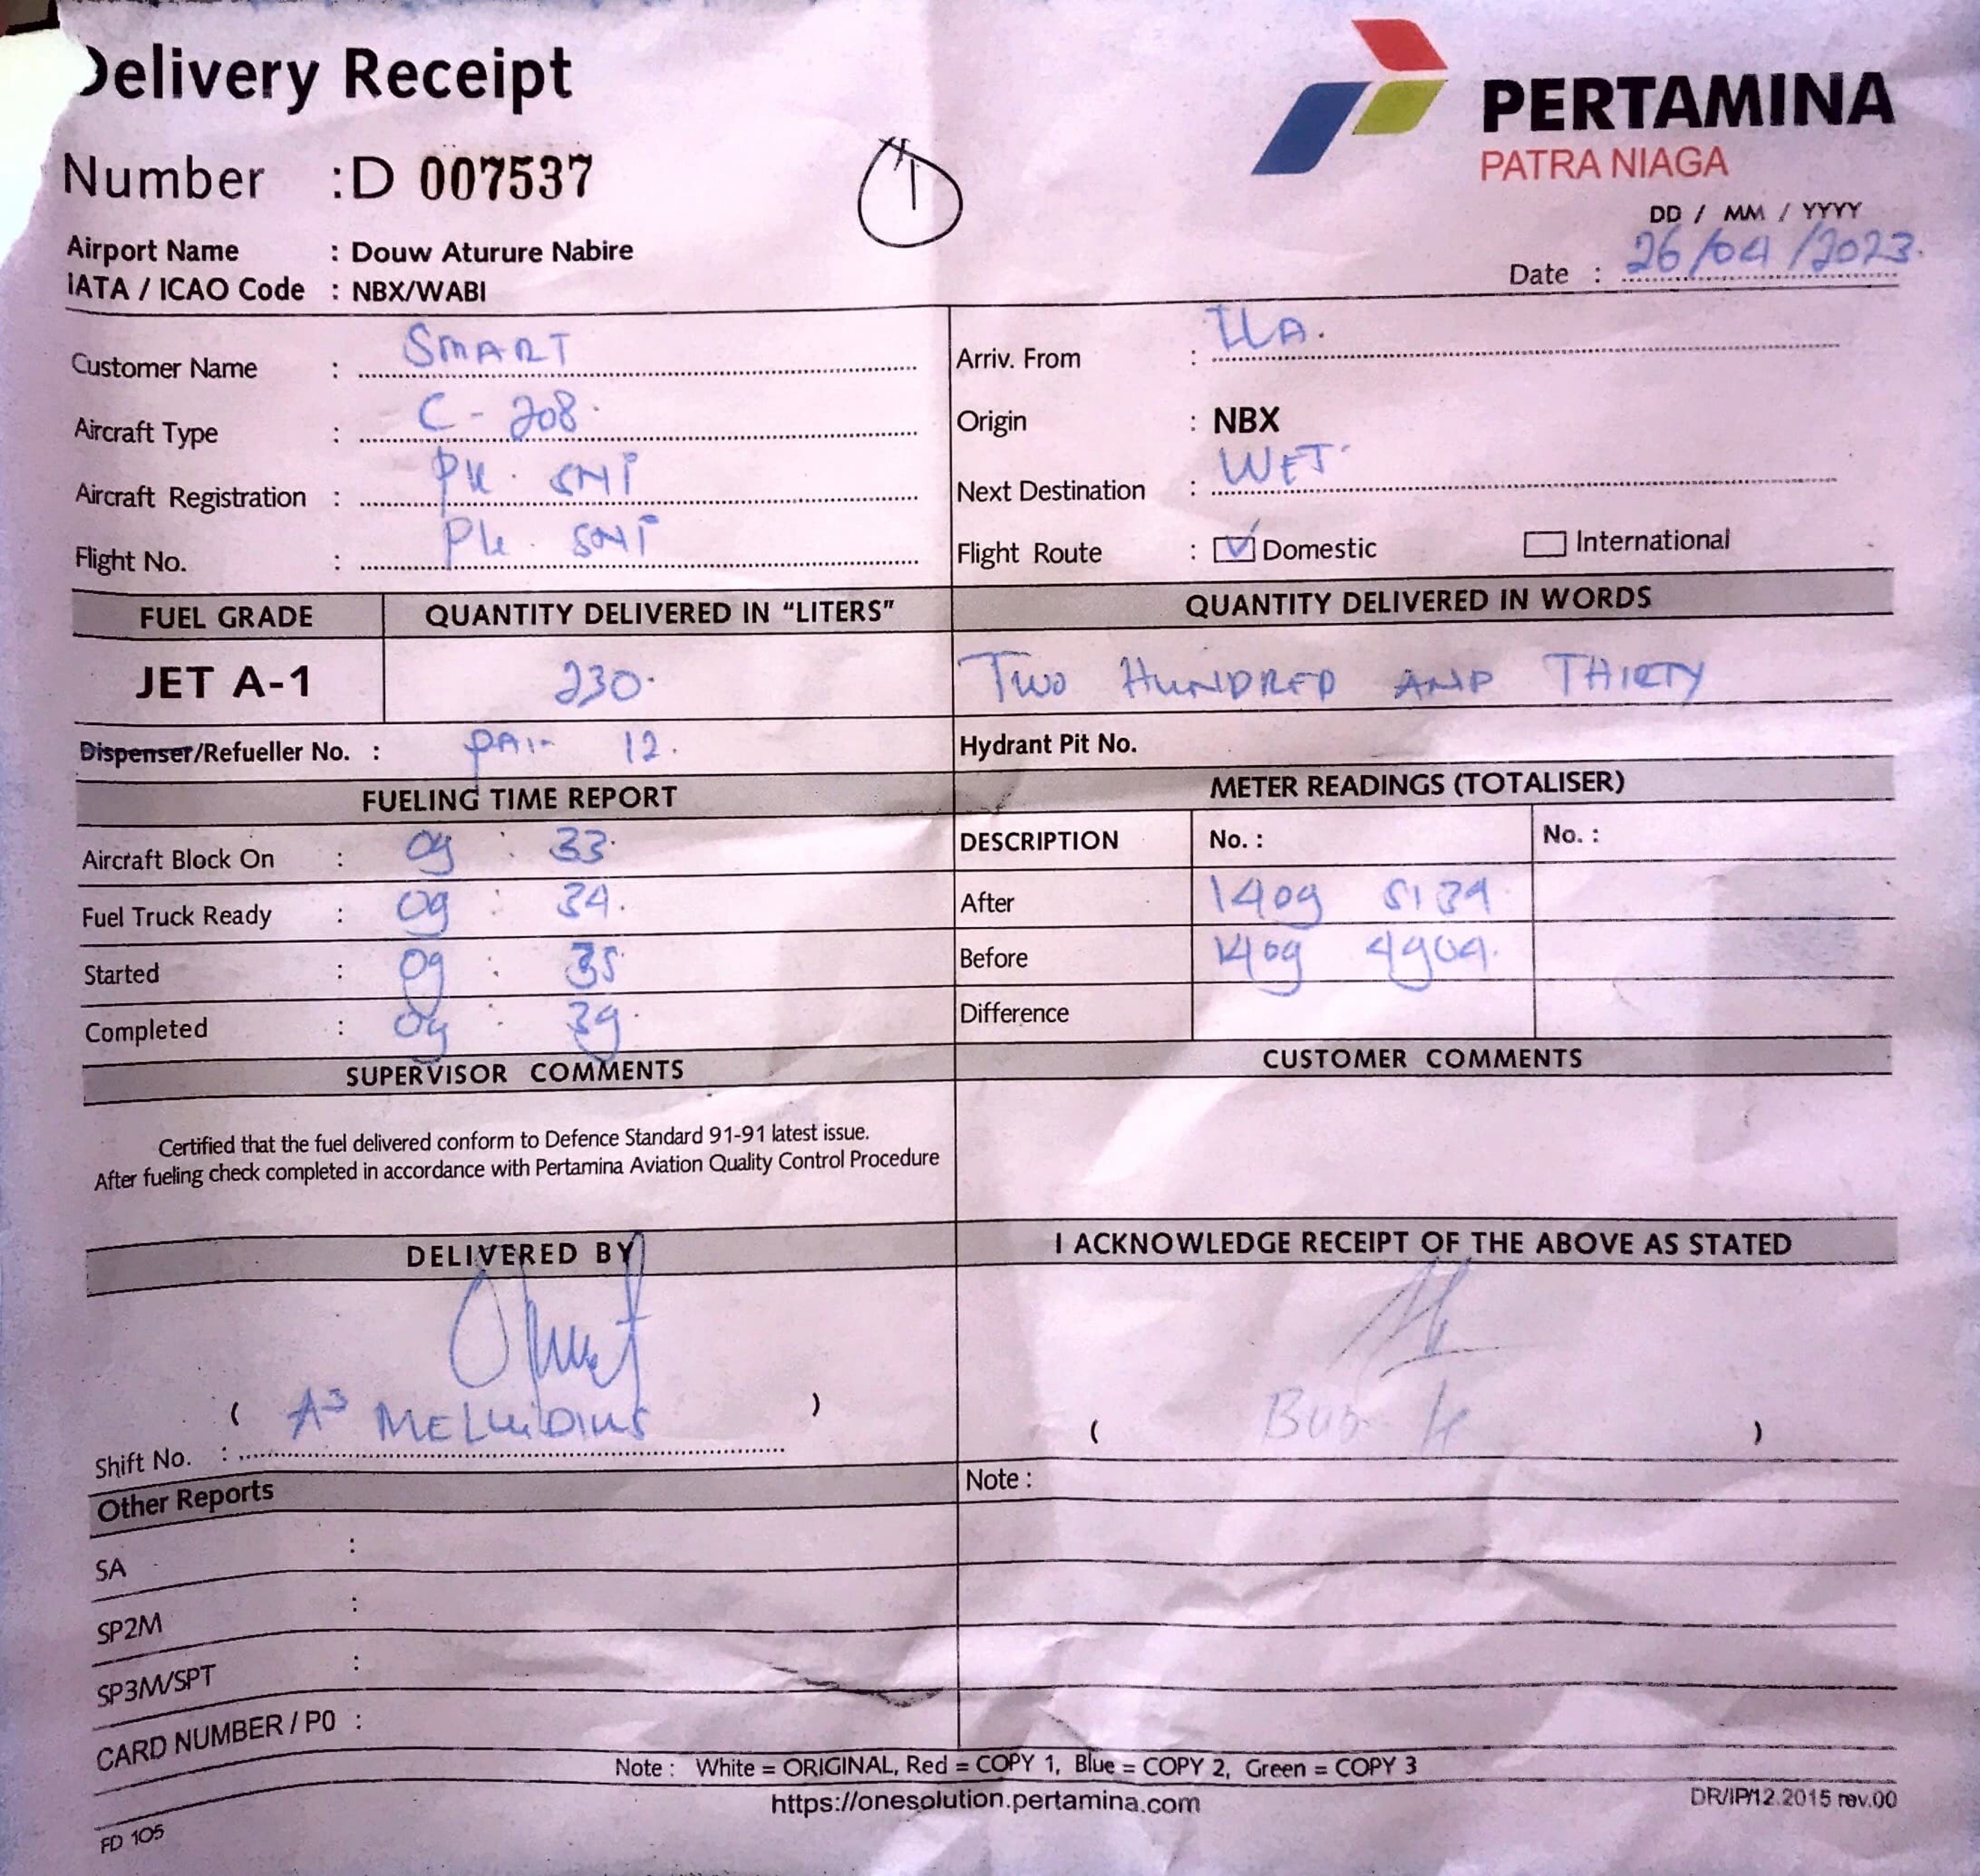 Delivery Receipt
PERTAMINA
PATRA NIAGA
Number : D 007537
1
DD / MM / YYYY
Date : 26/04/2023
Airport Name : Douw Aturure Nabire
IATA / ICAO Code : NBX/WABI
Customer Name : SMART
Arriv. From :
Aircraft Type : C-208
Origin : NBX
Aircraft Registration : PK. SNI
Next Destination : WET
Flight No. : PK. SNI
Flight Route : Domestic International
FUEL GRADE QUANTITY DELIVERED IN “LITERS” QUANTITY DELIVERED IN WORDS
JET A-1 230 TWO HUNDRED AND THIRTY
Dispenser/Refueller No. : 12. Hydrant Pit No.
FUELING TIME REPORT METER READINGS (TOTALISER)
Aircraft Block On : 09 : 33 DESCRIPTION No. : No. :
Fuel Truck Ready : 09 : 34. After 1409 5134
Started : 09 : 35 Before 1409 4904.
Completed : 09 : 39 Difference
SUPERVISOR COMMENTS CUSTOMER COMMENTS
Certified that the fuel delivered conform to Defence Standard 91-91 latest issue.
After fueling check completed in accordance with Pertamina Aviation Quality Control Procedure
DELIVERED BY I ACKNOWLEDGE RECEIPT OF THE ABOVE AS STATED
( )
( )
Shift No. :
Other Reports Note :
SA :
SP2M :
SP3M/SPT :
CARD NUMBER / P0 :
Note : White = ORIGINAL, Red = COPY 1, Blue = COPY 2, Green = COPY 3
https://onesolution.pertamina.com
DR/IP/12.2015 rev.00
FD 105